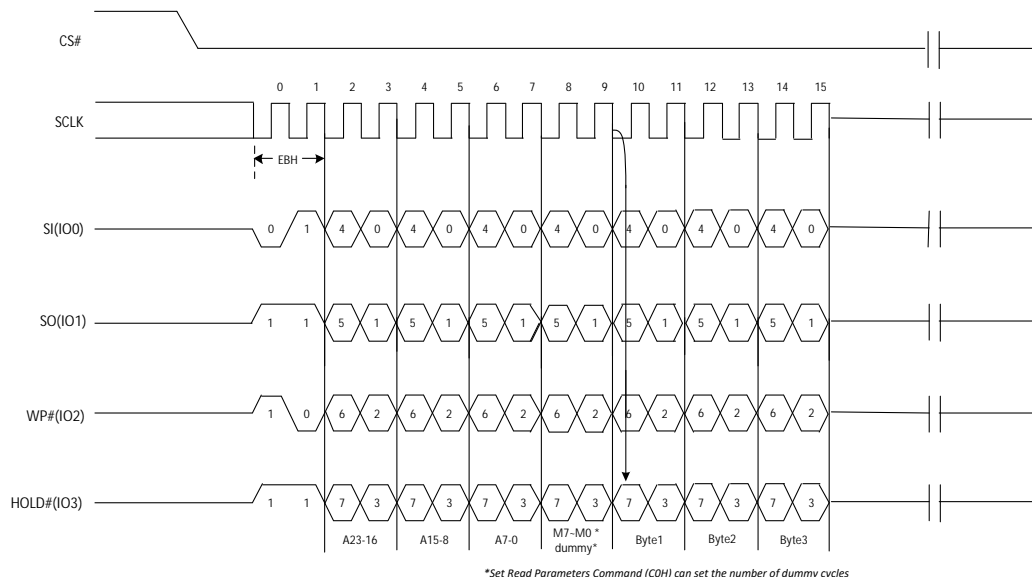 CS#
0 1 2 3 4 5 6 7 8 9 10 11 12 13 14 15
SCLK
EBH
SI(IO0) 0 1 4 0 4 0 4 0 4 0 4 0 4 0 4 0
SO(IO1) 1 1 5 1 5 1 5 1 5 1 5 1 5 1 5 1
WP#(IO2) 1 0 6 2 6 2 6 2 6 2 6 2 6 2 6 2
HOLD#(IO3) 1 1 7 3 7 3 7 3 7 3 7 3 7 3 7 3
A23-16 A15-8 A7-0 M7~M0 * Byte1 Byte2 Byte3
dummy*
*Set Read Parameters Command (C0H) can set the number of dummy cycles